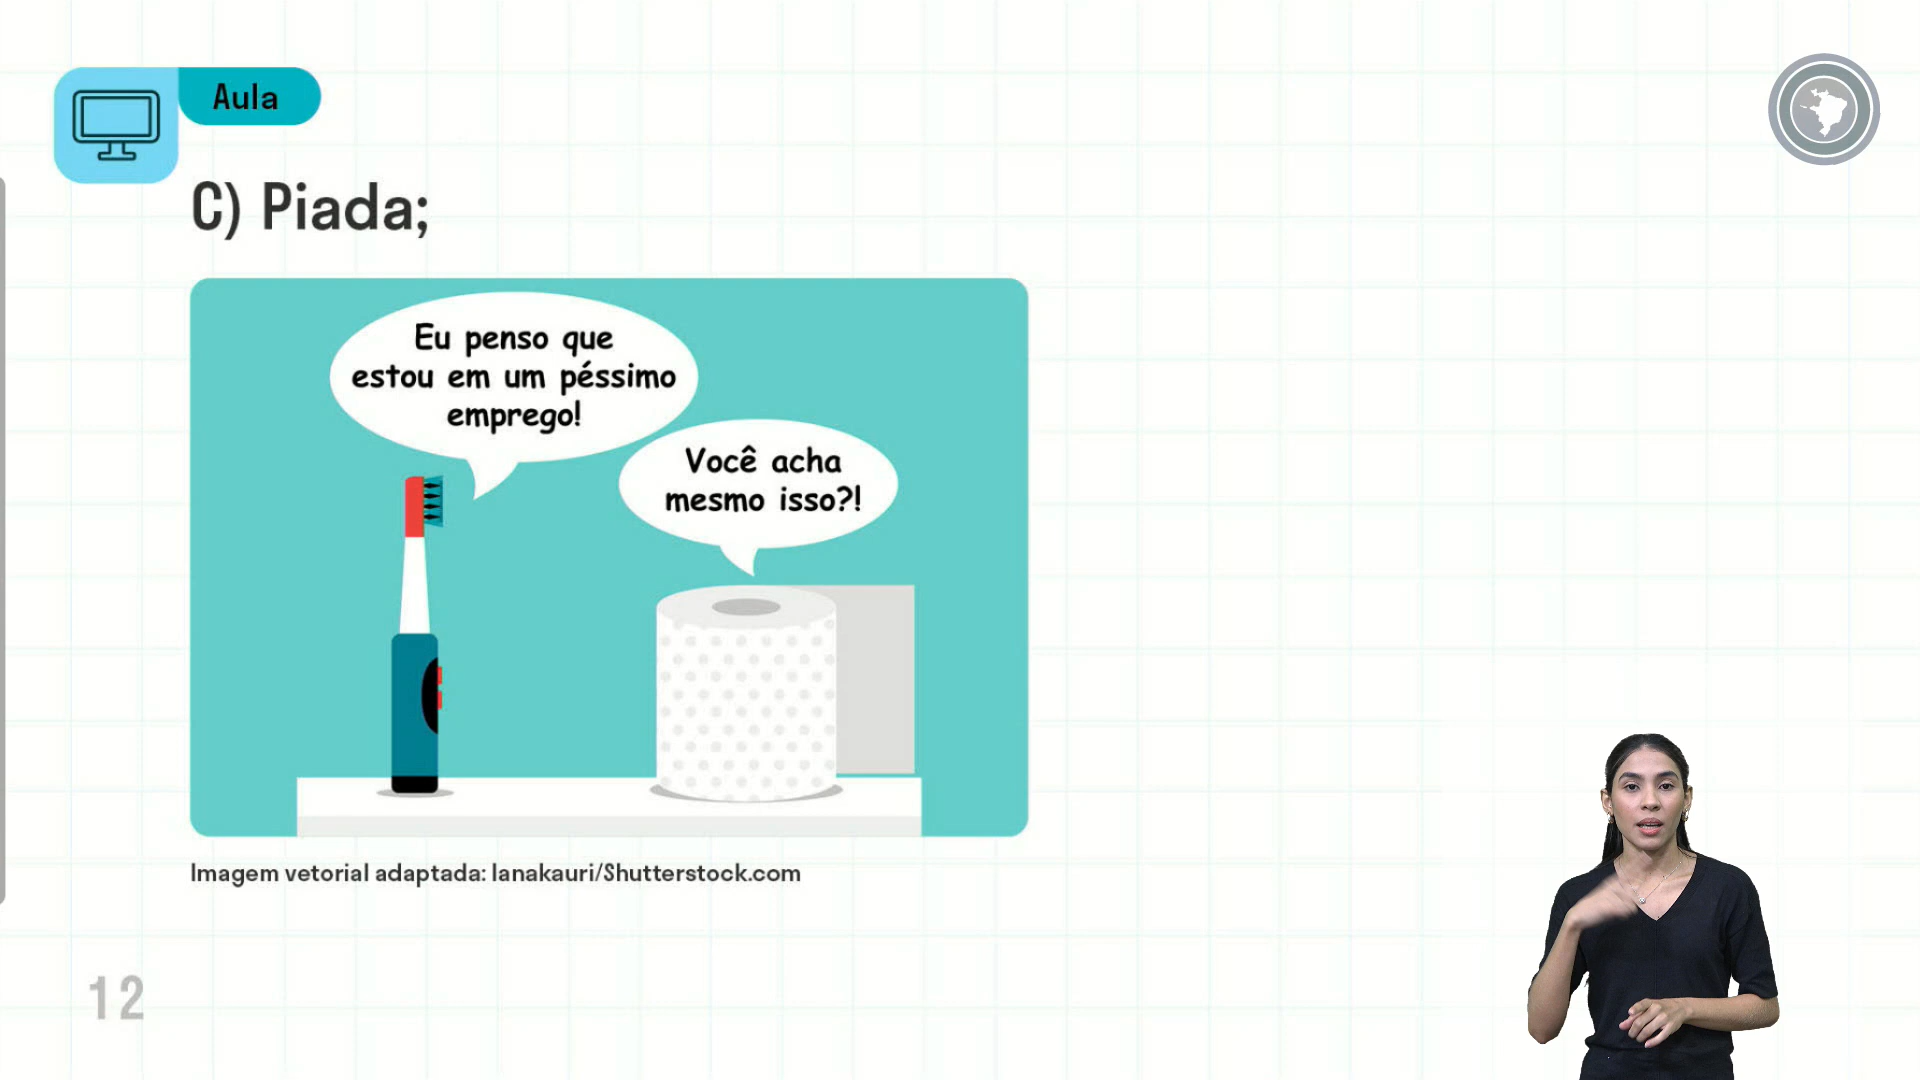 Aula
C) Piada;
Eu penso que
estou em um péssimo
emprego!
Você acha
mesmo isso?!
Imagem vetorial adaptada: lanakauri/Shutterstock.com
12